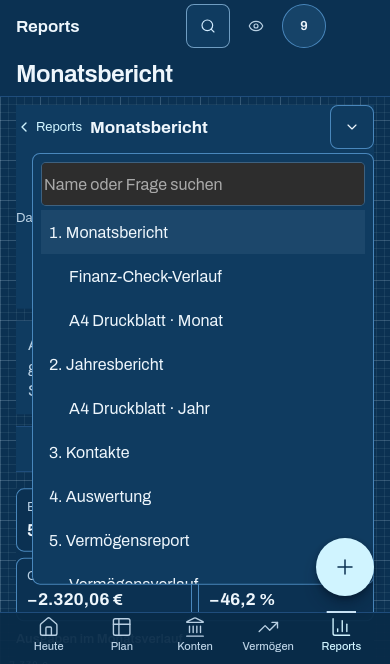 Reports
9
Monatsbericht
Reports Monatsbericht
Name oder Frage suchen
1. Monatsbericht
Finanz-Check-Verlauf
A4 Druckblatt · Monat
2. Jahresbericht
A4 Druckblatt · Jahr
3. Kontakte
4. Auswertung
5. Vermögensreport
Vermögensverlauf
−2.320,06 €
−46,2 %
Heute
Plan
Konten
Vermögen
Reports